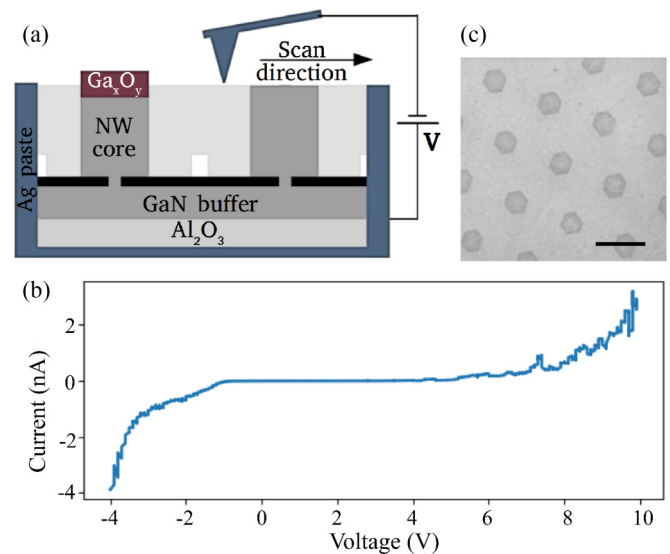 (a)
Scan
direction
(c)
GaₓOᵧ
NW
core
V
Ag paste
GaN buffer
Al₂O₃
(b)
Current (nA)
2
0
-2
-4
-4
-2
0
2
4
6
8
10
Voltage (V)